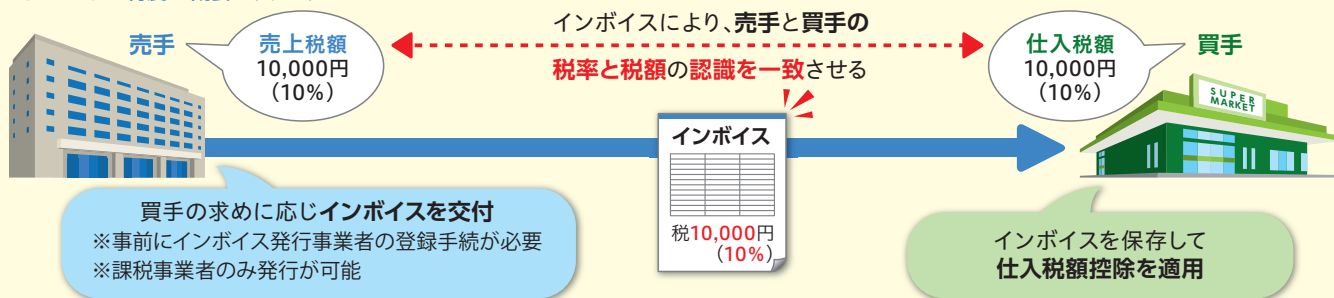 売手
売上税額
10,000円
（10%）
インボイスにより、売手と買手の
税率と税額の認識を一致させる
仕入税額
10,000円
（10%）
買手
SUPER
MARKET
インボイス
税10,000円
（10%）
買手の求めに応じインボイスを交付
※事前にインボイス発行事業者の登録手続が必要
※課税事業者のみ発行が可能
インボイスを保存して
仕入税額控除を適用